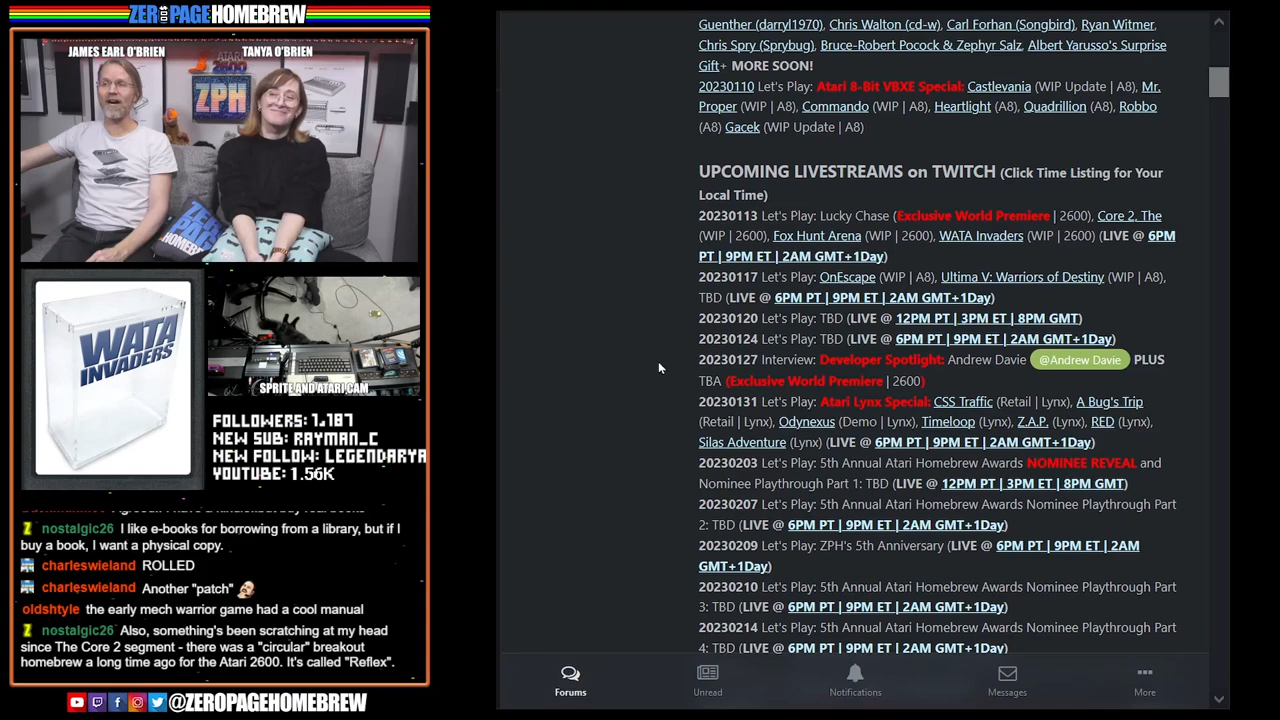 ZERO PAGE HOMEBREW
JAMES EARL O'BRIEN
TANYA O'BRIEN
ATARI
ZPH
ZERO
PAGE
HOMEBREW
WATA
INVADERS
SPRITE AND ATARI CAM
FOLLOWERS: 1,187
NEW SUB: RAYMAN_C
NEW FOLLOW: LEGENDARYA
YOUTUBE: 1.56K
nostalgic26 I like e-books for borrowing from a library, but if I
buy a book, I want a physical copy.
charleswieland ROLLED
charleswieland Another "patch"
oldshtyle the early mech warrior game had a cool manual
nostalgic26 Also, something's been scratching at my head
since The Core 2 segment - there was a "circular" breakout
homebrew a long time ago for the Atari 2600. It's called "Reflex".
@ZEROPAGEHOMEBREW
Guenther (darryl1970), Chris Walton (cd-w), Carl Forhan (Songbird), Ryan Witmer,
Chris Spry (Spyug), Bruce-Robert Pocock & Zephyr Salz, Albert Yarusso's Surprise
Gift+ MORE SOON!
20230110 Let's Play: Atari 8-Bit VBXE Special: Castlevania (WIP Update | A8), Mr.
Proper (WIP | A8), Commando (WIP | A8), Heartlight (A8), Quadrillion (A8), Robbo
(A8) Gacek (WIP Update | A8)
UPCOMING LIVESTREAMS on TWITCH (Click Time Listing for Your
Local Time)
20230113 Let's Play: Lucky Chase (Exclusive World Premiere | 2600), Core 2, The
(WIP | 2600), Fox Hunt Arena (WIP | 2600), WATA Invaders (WIP | 2600) (LIVE @ 6PM
PT | 9PM ET | 2AM GMT+1Day)
20230117 Let's Play: OnEscape (WIP | A8), Ultima V: Warriors of Destiny (WIP | A8),
TBD (LIVE @ 6PM PT | 9PM ET | 2AM GMT+1Day)
20230120 Let's Play: TBD (LIVE @ 12PM PT | 3PM ET | 8PM GMT)
20230124 Let's Play: TBD (LIVE @ 6PM PT | 9PM ET | 2AM GMT+1Day)
20230127 Interview: Developer Spotlight: Andrew Davie @Andrew Davie PLUS
TBA (Exclusive World Premiere | 2600)
20230131 Let's Play: Atari Lynx Special: CSS Traffic (Retail | Lynx), A Bug's Trip
(Retail | Lynx), Odynexus (Demo | Lynx), Timeloop (Lynx), Z.A.P. (Lynx), RED (Lynx),
Silas Adventure (Lynx) (LIVE @ 6PM PT | 9PM ET | 2AM GMT+1Day)
20230203 Let's Play: 5th Annual Atari Homebrew Awards NOMINEE REVEAL and
Nominee Playthrough Part 1: TBD (LIVE @ 12PM PT | 3PM ET | 8PM GMT)
20230207 Let's Play: 5th Annual Atari Homebrew Awards Nominee Playthrough Part
2: TBD (LIVE @ 6PM PT | 9PM ET | 2AM GMT+1Day)
20230209 Let's Play: ZPH's 5th Anniversary (LIVE @ 6PM PT | 9PM ET | 2AM
GMT+1Day)
20230210 Let's Play: 5th Annual Atari Homebrew Awards Nominee Playthrough Part
3: TBD (LIVE @ 6PM PT | 9PM ET | 2AM GMT+1Day)
20230214 Let's Play: 5th Annual Atari Homebrew Awards Nominee Playthrough Part
4: TBD (LIVE @ 6PM PT | 9PM ET | 2AM GMT+1Day)
Forums
Unread
Notifications
Messages
More